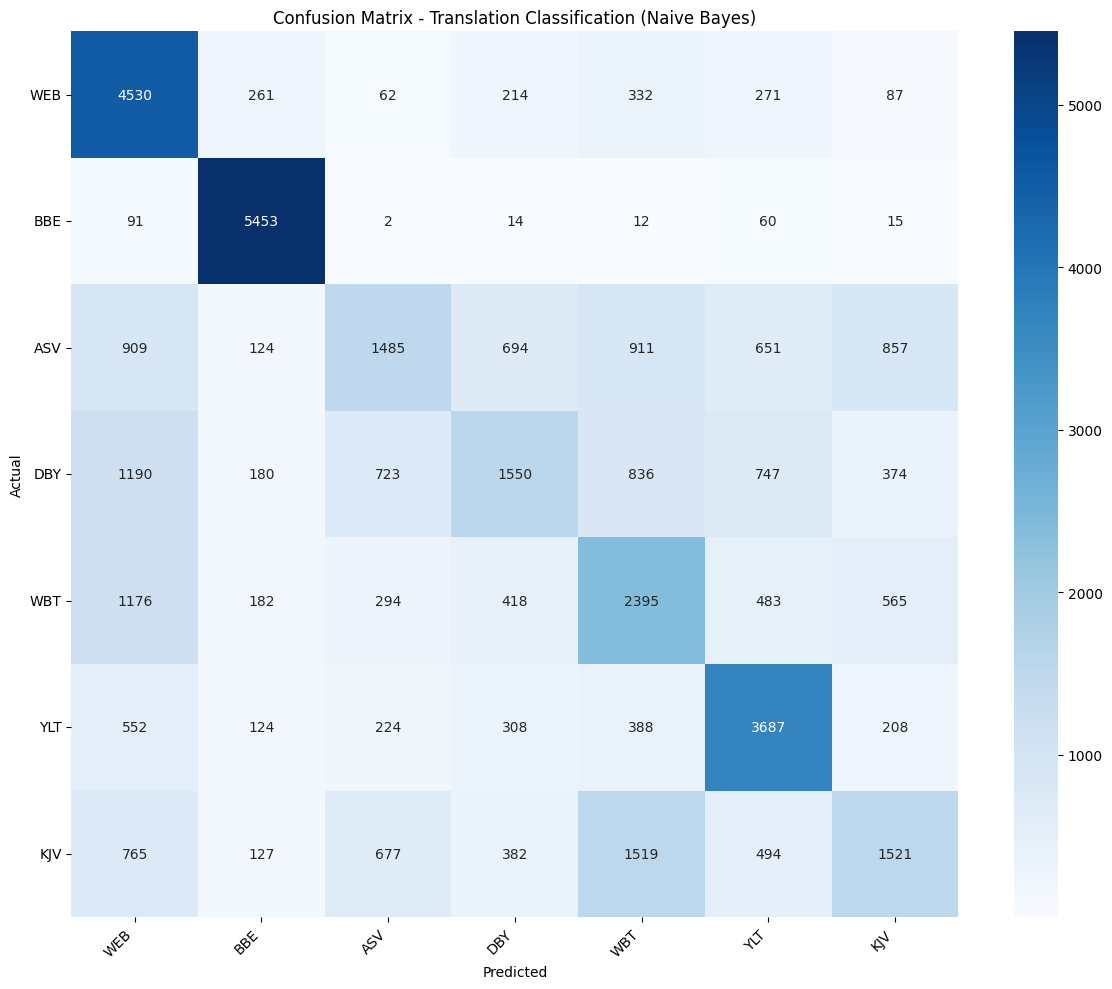 Confusion Matrix - Translation Classification (Naive Bayes)
WEB 4530 261 62 214 332 271 87
BBE 91 5453 2 14 12 60 15
ASV 909 124 1485 694 911 651 857
DBY 1190 180 723 1550 836 747 374
WBT 1176 182 294 418 2395 483 565
YLT 552 124 224 308 388 3687 208
KJV 765 127 677 382 1519 494 1521
WEB BBE ASV DBY WBT YLT KJV
Predicted
Actual
5000
4000
3000
2000
1000